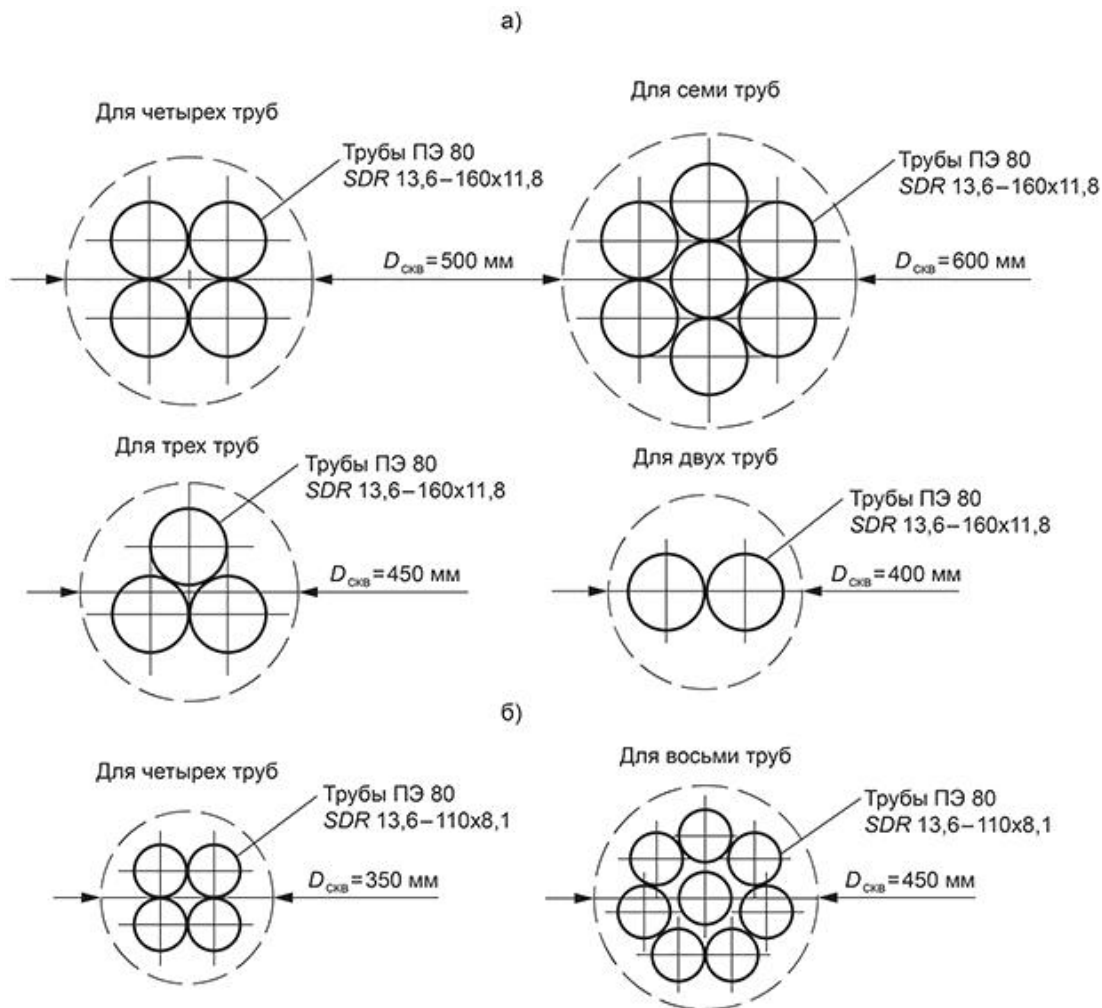 а)
Для четырех труб
Трубы ПЭ 80
SDR 13,6–160x11,8
Dскв=500 мм
Для семи труб
Трубы ПЭ 80
SDR 13,6–160x11,8
Dскв=600 мм
Для трех труб
Трубы ПЭ 80
SDR 13,6–160x11,8
Dскв=450 мм
Для двух труб
Трубы ПЭ 80
SDR 13,6–160x11,8
Dскв=400 мм
б)
Для четырех труб
Трубы ПЭ 80
SDR 13,6–110x8,1
Dскв=350 мм
Для восьми труб
Трубы ПЭ 80
SDR 13,6–110x8,1
Dскв=450 мм